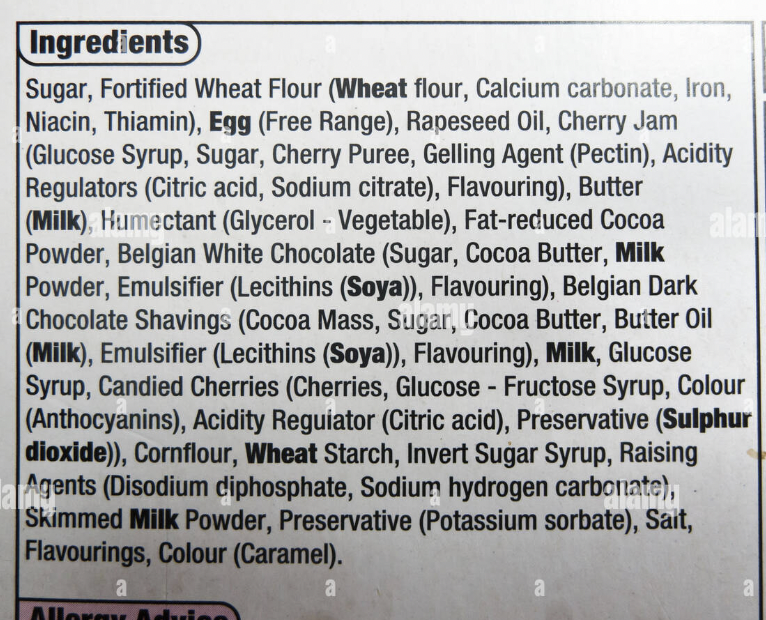 Ingredients
Sugar, Fortified Wheat Flour (Wheat flour, Calcium carbonate, Iron,
Niacin, Thiamin), Egg (Free Range), Rapeseed Oil, Cherry Jam
(Glucose Syrup, Sugar, Cherry Puree, Gelling Agent (Pectin), Acidity
Regulators (Citric acid, Sodium citrate), Flavouring), Butter
(Milk), Humectant (Glycerol - Vegetable), Fat-reduced Cocoa
Powder, Belgian White Chocolate (Sugar, Cocoa Butter, Milk
Powder, Emulsifier (Lecithins (Soya)), Flavouring), Belgian Dark
Chocolate Shavings (Cocoa Mass, Sugar, Cocoa Butter, Butter Oil
(Milk), Emulsifier (Lecithins (Soya)), Flavouring), Milk, Glucose
Syrup, Candied Cherries (Cherries, Glucose - Fructose Syrup, Colour
(Anthocyanins), Acidity Regulator (Citric acid), Preservative (Sulphur
dioxide)), Cornflour, Wheat Starch, Invert Sugar Syrup, Raising
Agents (Disodium diphosphate, Sodium hydrogen carbonate),
Skimmed Milk Powder, Preservative (Potassium sorbate), Salt,
Flavourings, Colour (Caramel).
Allergy Advice